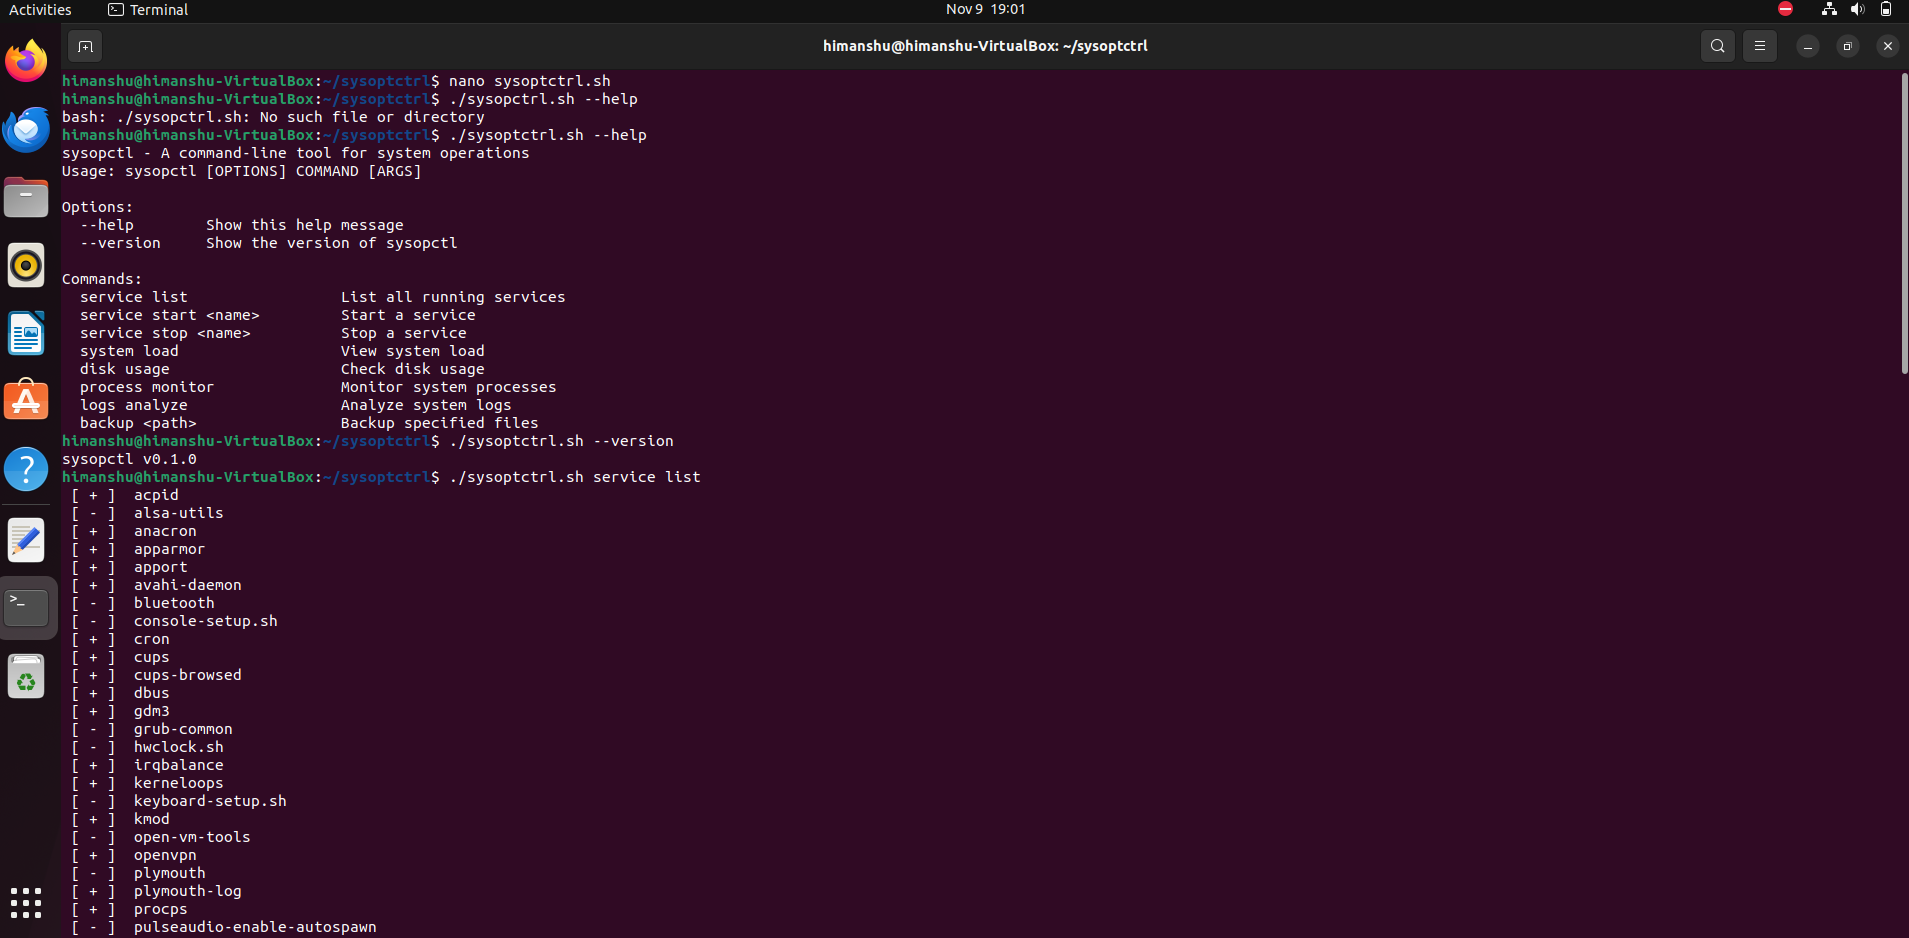 Activities Terminal Nov 9 19:01
himanshu@himanshu-VirtualBox: ~/sysoptctrl
himanshu@himanshu-VirtualBox:~/sysoptctrl$ nano sysoptctrl.sh
himanshu@himanshu-VirtualBox:~/sysoptctrl$ ./sysopctrl.sh --help
bash: ./sysopctrl.sh: No such file or directory
himanshu@himanshu-VirtualBox:~/sysoptctrl$ ./sysoptctrl.sh --help
sysopctl - A command-line tool for system operations
Usage: sysopctl [OPTIONS] COMMAND [ARGS]
Options:
--help Show this help message
--version Show the version of sysopctl
Commands:
service list List all running services
service start <name> Start a service
service stop <name> Stop a service
system load View system load
disk usage Check disk usage
process monitor Monitor system processes
logs analyze Analyze system logs
backup <path> Backup specified files
himanshu@himanshu-VirtualBox:~/sysoptctrl$ ./sysoptctrl.sh --version
sysopctl v0.1.0
himanshu@himanshu-VirtualBox:~/sysoptctrl$ ./sysoptctrl.sh service list
[ + ] acpid
[ - ] alsa-utils
[ + ] anacron
[ + ] apparmor
[ + ] apport
[ + ] avahi-daemon
[ - ] bluetooth
[ - ] console-setup.sh
[ + ] cron
[ + ] cups
[ + ] cups-browsed
[ + ] dbus
[ + ] gdm3
[ - ] grub-common
[ - ] hwclock.sh
[ + ] irqbalance
[ + ] kerneloops
[ - ] keyboard-setup.sh
[ + ] kmod
[ - ] open-vm-tools
[ + ] openvpn
[ - ] plymouth
[ + ] plymouth-log
[ + ] procps
[ - ] pulseaudio-enable-autospawn